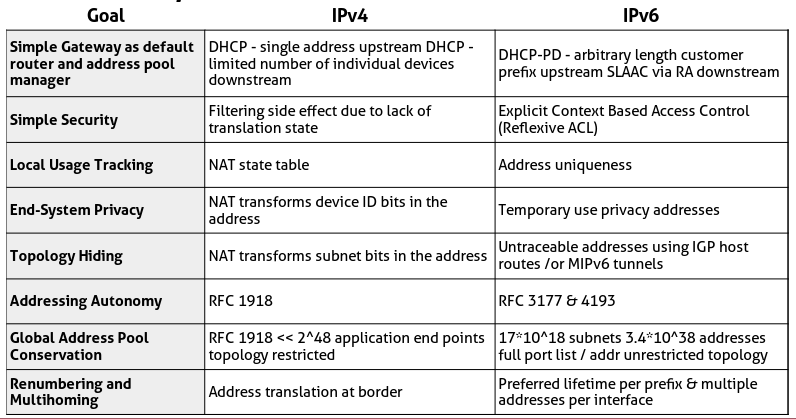 Goal IPv4 IPv6
Simple Gateway as default
router and address pool
manager
DHCP - single address upstream DHCP -
limited number of individual devices
downstream
DHCP-PD - arbitrary length customer
prefix upstream SLAAC via RA downstream
Simple Security
Filtering side effect due to lack of
translation state
Explicit Context Based Access Control
(Reflexive ACL)
Local Usage Tracking
NAT state table
Address uniqueness
End-System Privacy
NAT transforms device ID bits in the
address
Temporary use privacy addresses
Topology Hiding
NAT transforms subnet bits in the address
Untraceable addresses using IGP host
routes /or MIPv6 tunnels
Addressing Autonomy
RFC 1918
RFC 3177 & 4193
Global Address Pool
Conservation
RFC 1918 << 2^48 application end points
topology restricted
17*10^18 subnets 3.4*10^38 addresses
full port list / addr unrestricted topology
Renumbering and
Multihoming
Address translation at border
Preferred lifetime per prefix & multiple
addresses per interface